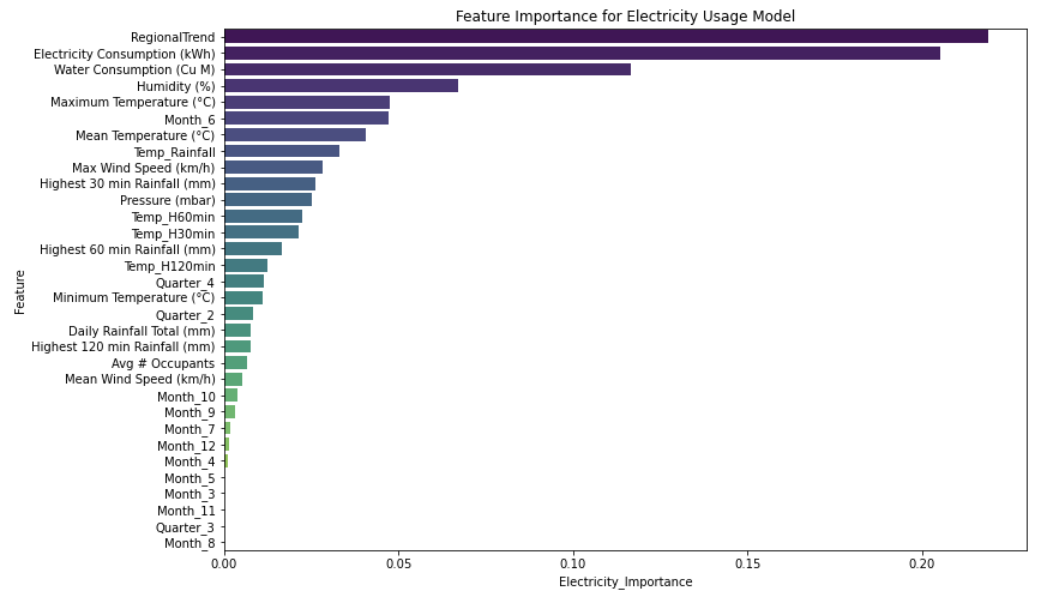 Feature Importance for Electricity Usage Model
RegionalTrend
Electricity Consumption (kWh)
Water Consumption (Cu M)
Humidity (%)
Maximum Temperature (°C)
Month_6
Mean Temperature (°C)
Temp_Rainfall
Max Wind Speed (km/h)
Highest 30 min Rainfall (mm)
Pressure (mbar)
Temp_H60min
Temp_H30min
Highest 60 min Rainfall (mm)
Temp_H120min
Quarter_4
Minimum Temperature (°C)
Quarter_2
Daily Rainfall Total (mm)
Highest 120 min Rainfall (mm)
Avg # Occupants
Mean Wind Speed (km/h)
Month_10
Month_9
Month_7
Month_12
Month_4
Month_5
Month_3
Month_11
Quarter_3
Month_8
Feature
0.00 0.05 0.10 0.15 0.20
Electricity_Importance